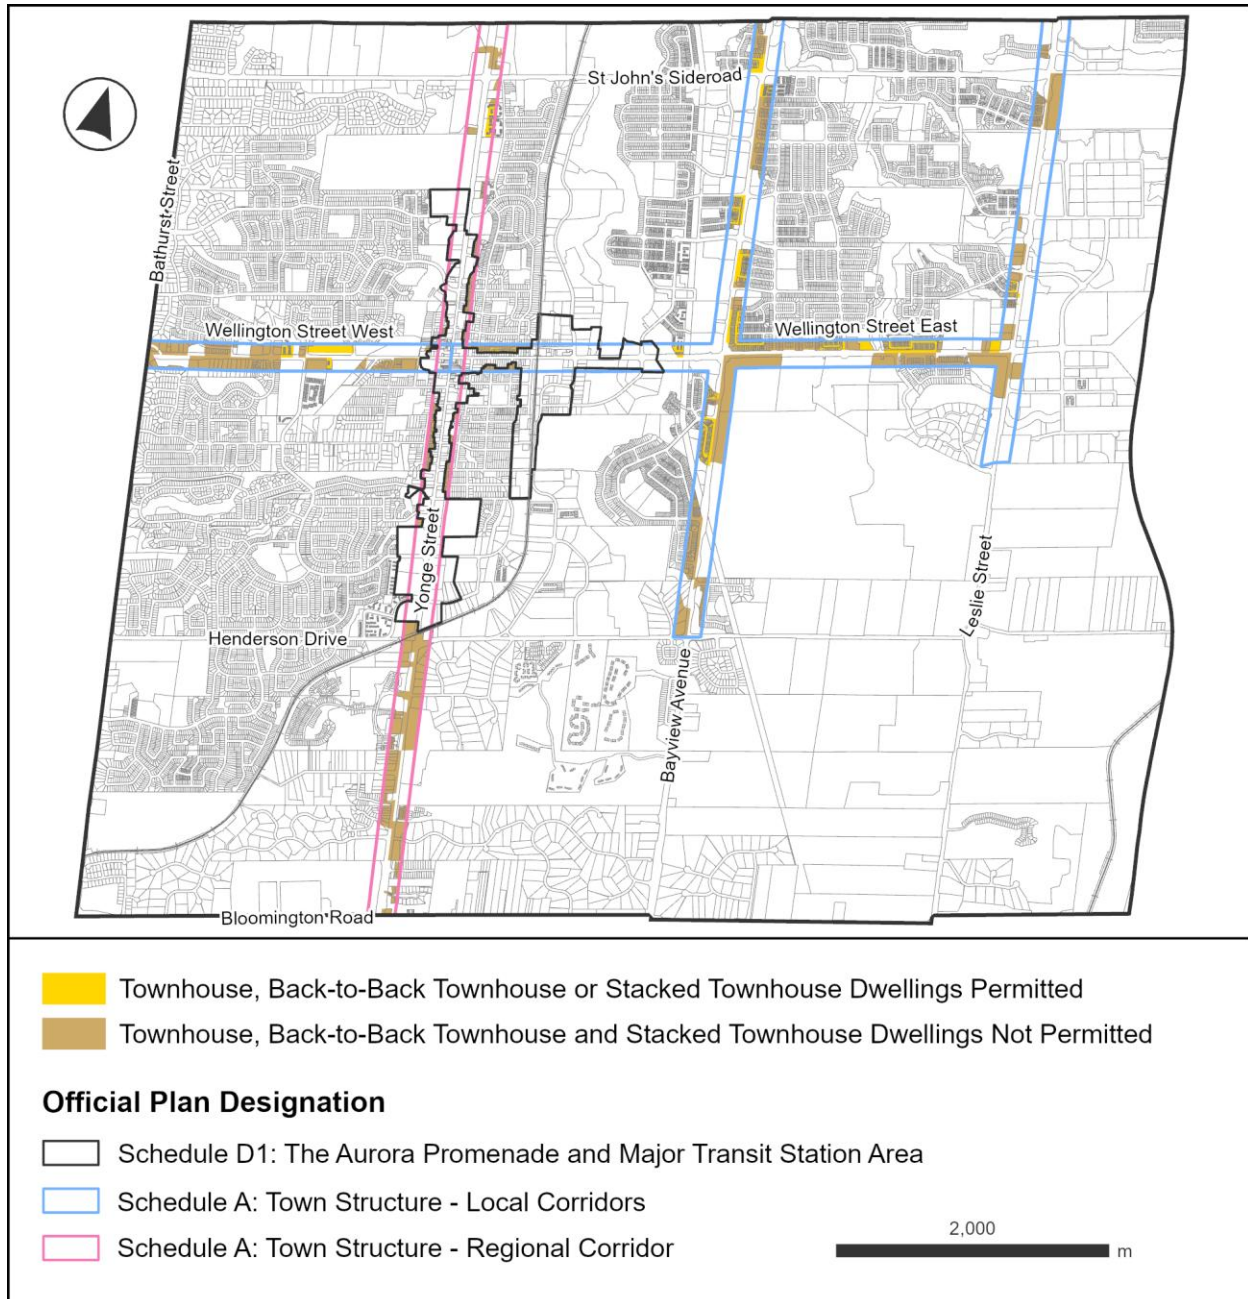 St John's Sideroad
Bathurst Street
Wellington Street West
Wellington Street East
Yonge Street
Leslie Street
Henderson Drive
Bayview Avenue
Bloomington Road
Townhouse, Back-to-Back Townhouse or Stacked Townhouse Dwellings Permitted
Townhouse, Back-to-Back Townhouse and Stacked Townhouse Dwellings Not Permitted
Official Plan Designation
Schedule D1: The Aurora Promenade and Major Transit Station Area
Schedule A: Town Structure - Local Corridors
Schedule A: Town Structure - Regional Corridor
2,000
m